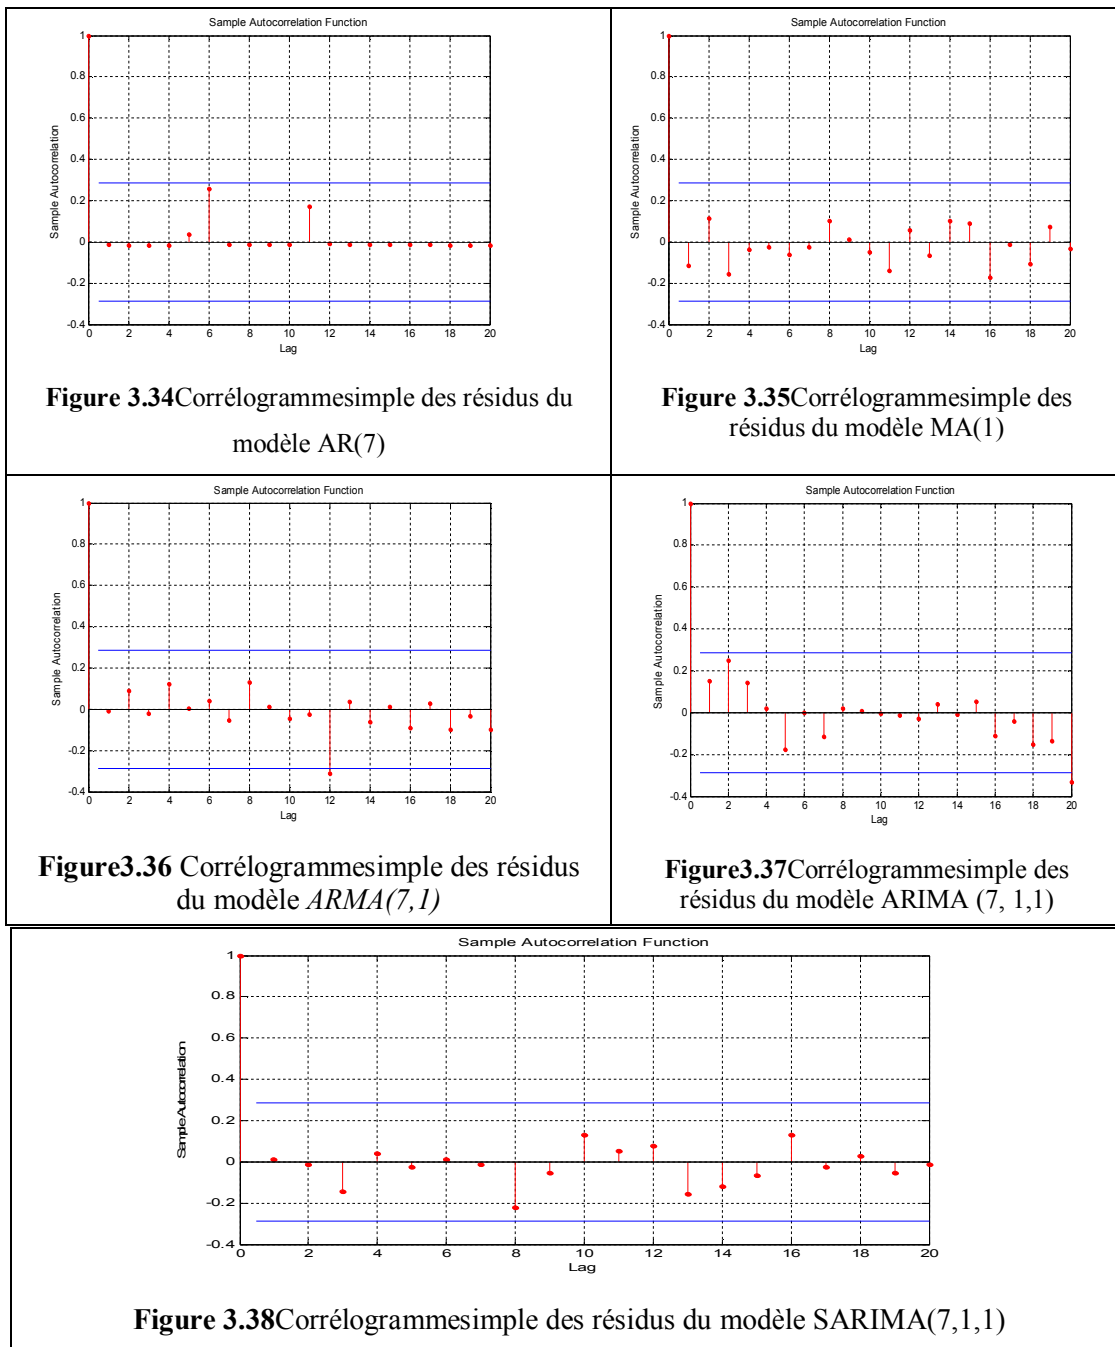 Sample Autocorrelation Function
1
0.8
0.6
0.4
0.2
0
-0.2
-0.4
0 2 4 6 8 10 12 14 16 18 20
Lag
Sample Autocorrelation
Figure 3.34Corrélogrammesimple des résidus du
modèle AR(7)
Sample Autocorrelation Function
1
0.8
0.6
0.4
0.2
0
-0.2
-0.4
0 2 4 6 8 10 12 14 16 18 20
Lag
Sample Autocorrelation
Figure 3.35Corrélogrammesimple des
résidus du modèle MA(1)
Sample Autocorrelation Function
1
0.8
0.6
0.4
0.2
0
-0.2
-0.4
0 2 4 6 8 10 12 14 16 18 20
Lag
Sample Autocorrelation
Figure3.36 Corrélogrammesimple des résidus
du modèle ARMA(7,1)
Sample Autocorrelation Function
1
0.8
0.6
0.4
0.2
0
-0.2
-0.4
0 2 4 6 8 10 12 14 16 18 20
Lag
Sample Autocorrelation
Figure3.37Corrélogrammesimple des
résidus du modèle ARIMA (7, 1,1)
Sample Autocorrelation Function
1
0.8
0.6
0.4
0.2
0
-0.2
-0.4
0 2 4 6 8 10 12 14 16 18 20
Lag
Sample Autocorrelation
Figure 3.38Corrélogrammesimple des résidus du modèle SARIMA(7,1,1)